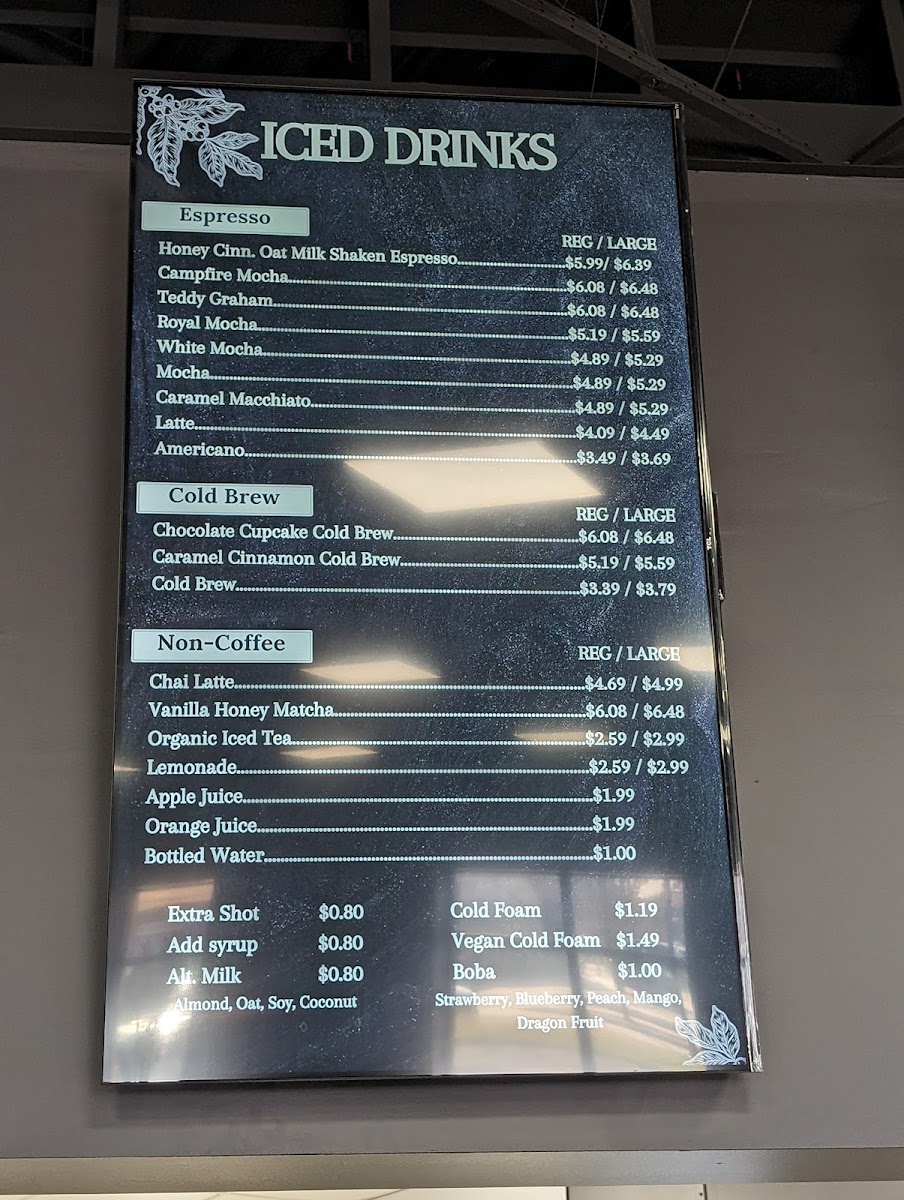 ICED DRINKS
Espresso
REG / LARGE
Honey Cinn. Oat Milk Shaken Espresso $5.99/ $6.39
Campfire Mocha $6.08 / $6.48
Teddy Graham $6.08 / $6.48
Royal Mocha $5.19 / $5.59
White Mocha $4.89 / $5.29
Mocha $4.89 / $5.29
Caramel Macchiato $4.89 / $5.29
Latte $4.09 / $4.49
Americano $3.49 / $3.69
Cold Brew
REG / LARGE
Chocolate Cupcake Cold Brew $6.08 / $6.48
Caramel Cinnamon Cold Brew $5.19 / $5.59
Cold Brew $3.39 / $3.79
Non-Coffee
REG / LARGE
Chai Latte $4.69 / $4.99
Vanilla Honey Matcha $6.08 / $6.48
Organic Iced Tea $2.59 / $2.99
Lemonade $2.59 / $2.99
Apple Juice $1.99
Orange Juice $1.99
Bottled Water $1.00
Extra Shot $0.80
Add syrup $0.80
Alt. Milk $0.80
Almond, Oat, Soy, Coconut
Cold Foam $1.19
Vegan Cold Foam $1.49
Boba $1.00
Strawberry, Blueberry, Peach, Mango,
Dragon Fruit